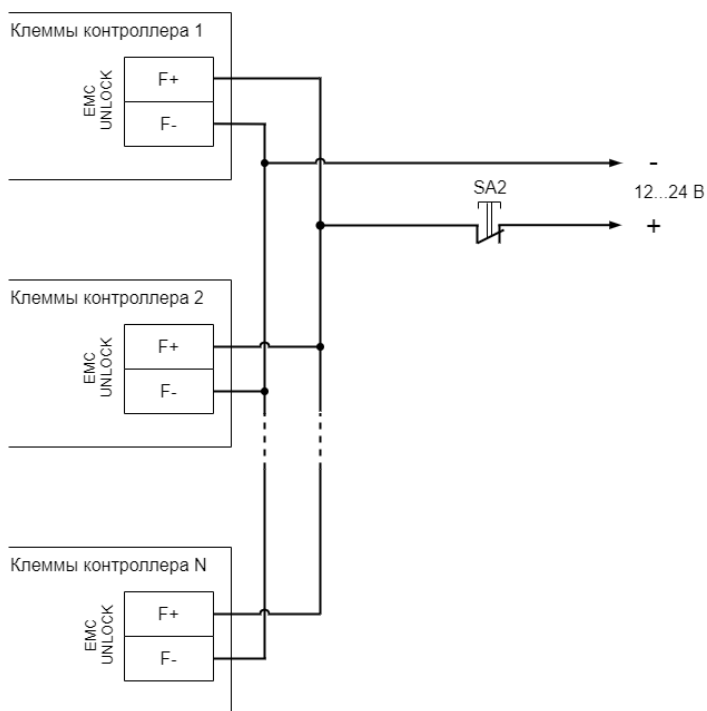 Клеммы контроллера 1
EMC
UNLOCK
F+
F-
-
SA2
12...24 В
+
Клеммы контроллера 2
EMC
UNLOCK
F+
F-
Клеммы контроллера N
EMC
UNLOCK
F+
F-